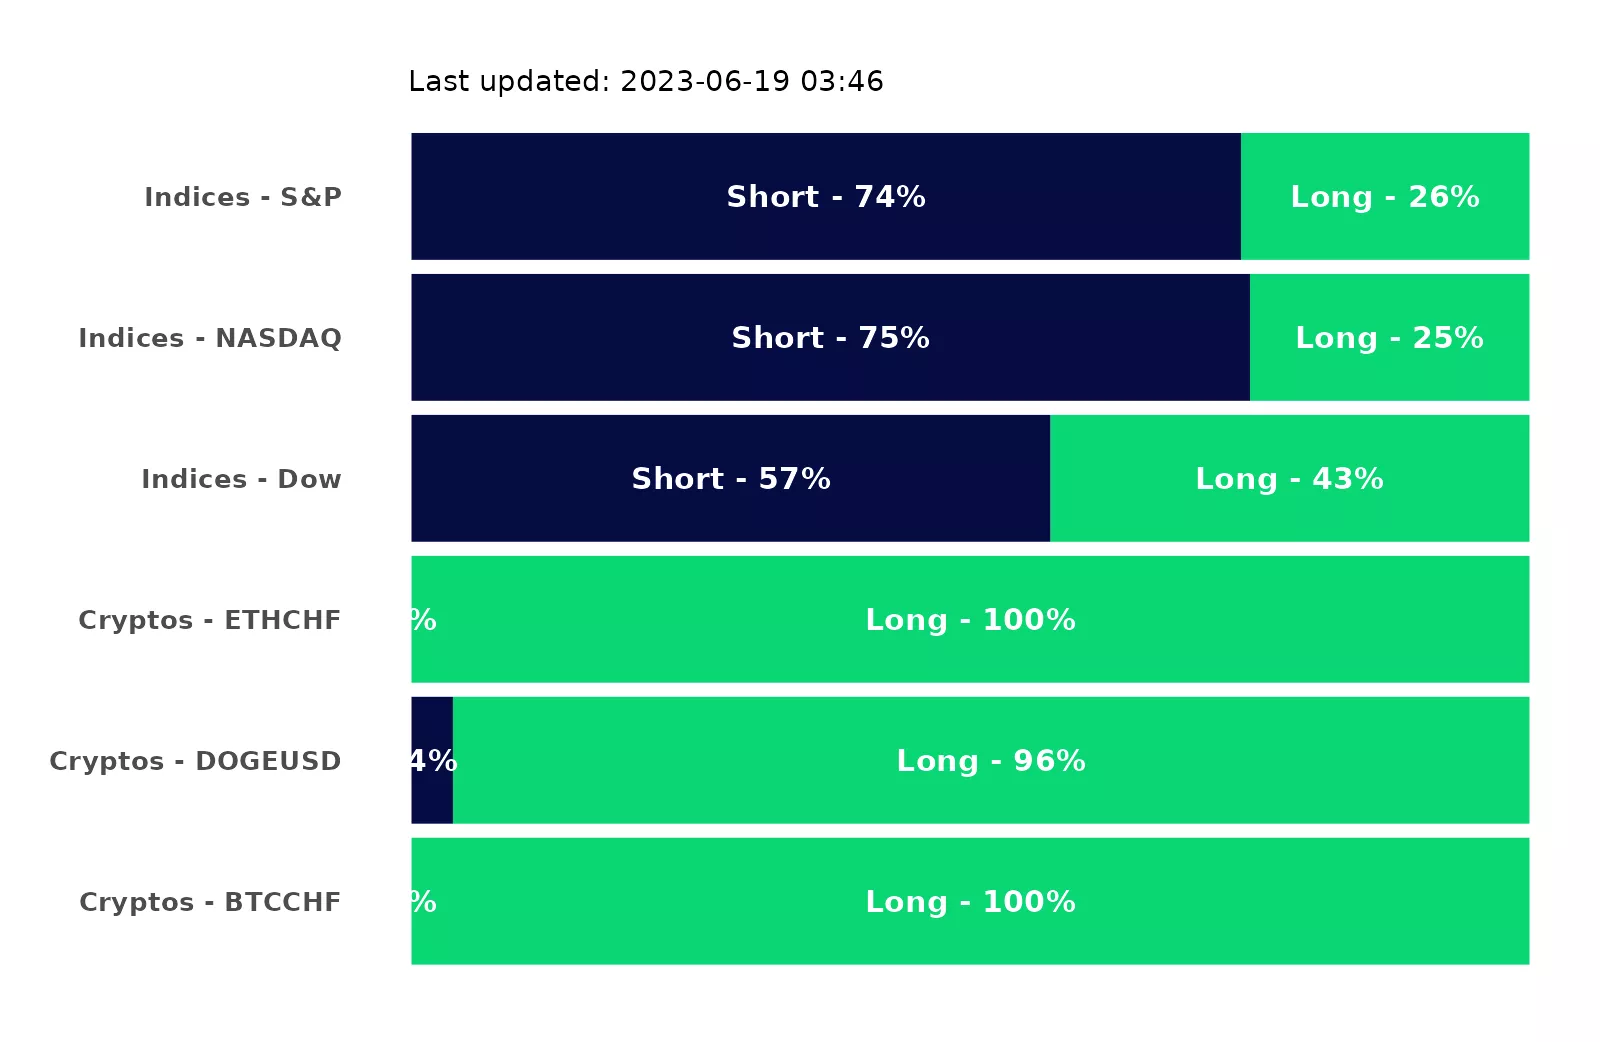 Last updated: 2023-06-19 03:46
Indices - S&P Short - 74% Long - 26%
Indices - NASDAQ Short - 75% Long - 25%
Indices - Dow Short - 57% Long - 43%
Cryptos - ETHCHF % Long - 100%
Cryptos - DOGEUSD 4% Long - 96%
Cryptos - BTCCHF % Long - 100%